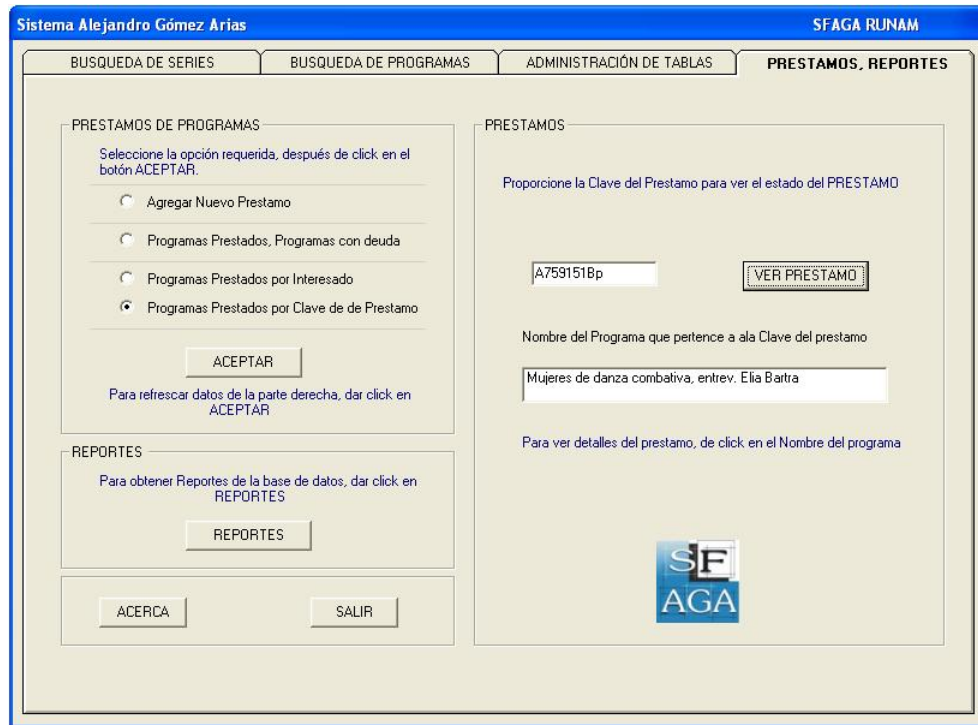 Sistema Alejandro Gómez Arias
SFAGA RUNAM
BUSQUEDA DE SERIES
BUSQUEDA DE PROGRAMAS
ADMINISTRACIÓN DE TABLAS
PRESTAMOS, REPORTES
PRESTAMOS DE PROGRAMAS
Seleccione la opción requerida, después de click en el
botón ACEPTAR.
Agregar Nuevo Prestamo
Programas Prestados, Programas con deuda
Programas Prestados por Interesado
Programas Prestados por Clave de de Prestamo
ACEPTAR
Para refrescar datos de la parte derecha, dar click en
ACEPTAR
REPORTES
Para obtener Reportes de la base de datos, dar click en
REPORTES
REPORTES
ACERCA
SALIR
PRESTAMOS
Proporcione la Clave del Prestamo para ver el estado del PRESTAMO
A759151Bp
VER PRESTAMO
Nombre del Programa que pertence a ala Clave del prestamo
Mujeres de danza combativa, entrev. Elia Bartra
Para ver detalles del prestamo, de click en el Nombre del programa
SF
AGA